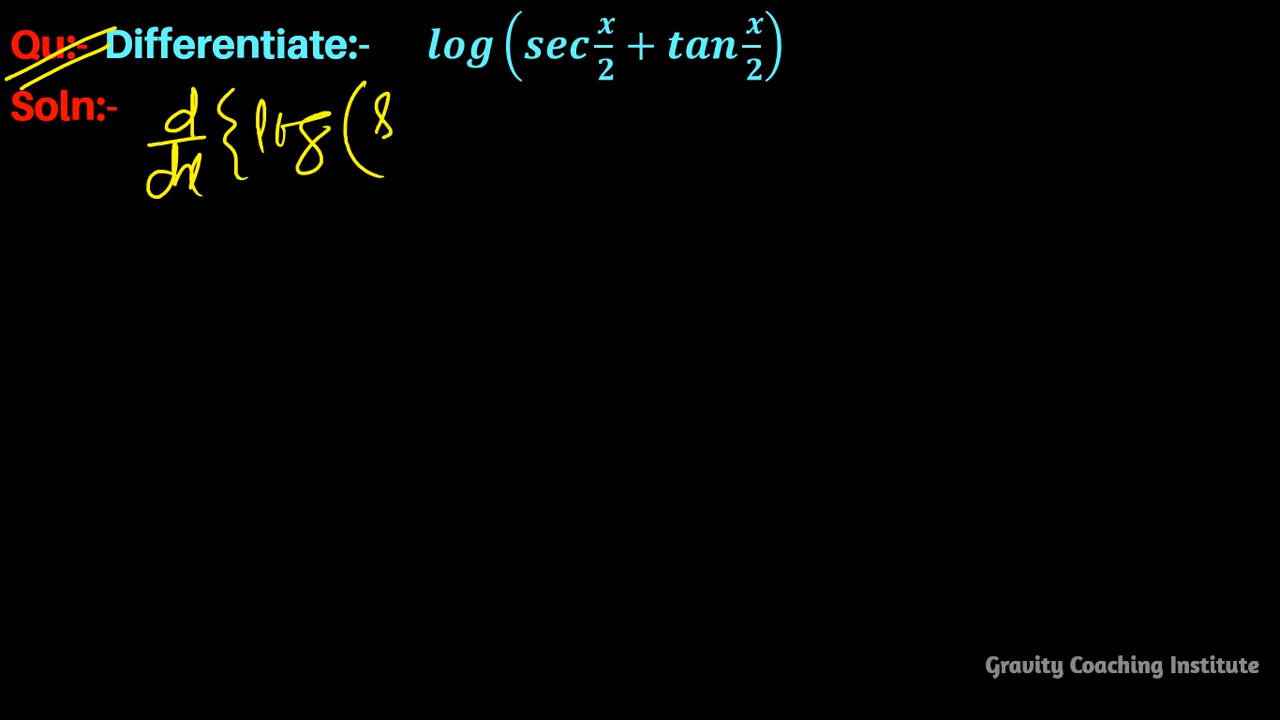 Qu:- Differentiate:- log(sec x/2 + tan x/2)
Soln:- d/dx {log(s
Gravity Coaching Institute